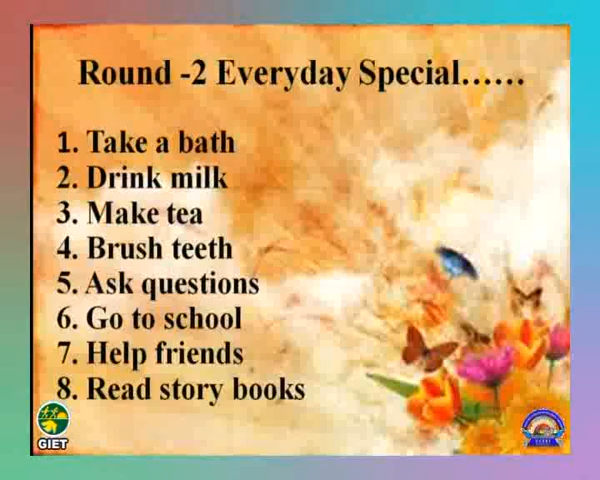 Round -2 Everyday Special......
1. Take a bath
2. Drink milk
3. Make tea
4. Brush teeth
5. Ask questions
6. Go to school
7. Help friends
8. Read story books
GIET